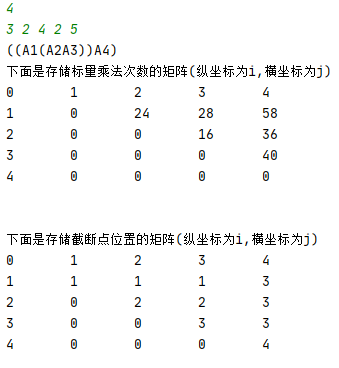 4
3 2 4 2 5
((A1(A2A3))A4)
下面是存储标量乘法次数的矩阵(纵坐标为i,横坐标为j)
0 1 2 3 4
1 0 24 28 58
2 0 0 16 36
3 0 0 0 40
4 0 0 0 0
下面是存储截断点位置的矩阵(纵坐标为i,横坐标为j)
0 1 2 3 4
1 1 1 1 3
2 0 2 2 3
3 0 0 3 3
4 0 0 0 4